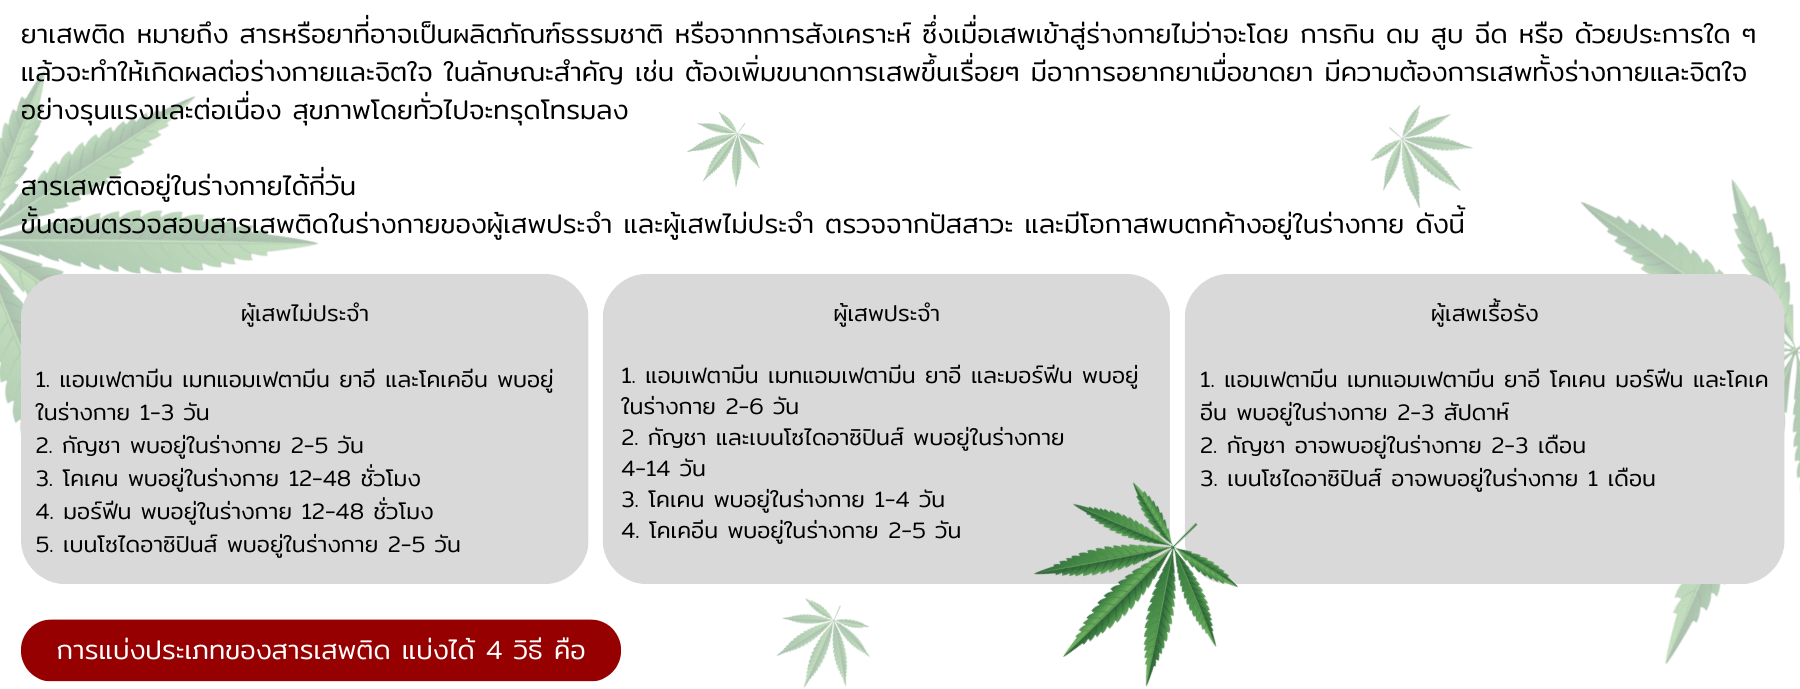 ยาเสพติด หมายถึง สารหรือยาที่อาจเป็นผลิตภัณฑ์ธรรมชาติ หรือจากการสังเคราะห์ ซึ่งเมื่อเสพเข้าสู่ร่างกายไม่ว่าจะโดย การกิน ดม สูบ ฉีด หรือ ด้วยประการใด ๆ
แล้วจะทำให้เกิดผลต่อร่างกายและจิตใจ ในลักษณะสำคัญ เช่น ต้องเพิ่มขนาดการเสพขึ้นเรื่อยๆ มีอาการอยากยาเมื่อขาดยา มีความต้องการเสพทั้งร่างกายและจิตใจ
อย่างรุนแรงและต่อเนื่อง สุขภาพโดยทั่วไปจะทรุดโทรมลง
สารเสพติดอยู่ในร่างกายได้กี่วัน
ขั้นตอนตรวจสอบสารเสพติดในร่างกายของผู้เสพประจำ และผู้เสพไม่ประจำ ตรวจจากปัสสาวะ และมีโอกาสพบตกค้างอยู่ในร่างกาย ดังนี้
ผู้เสพไม่ประจำ
1. แอมเฟตามีน เมทแอมเฟตามีน ยาอี และโคเคอีน พบอยู่
ในร่างกาย 1-3 วัน
2. กัญชา พบอยู่ในร่างกาย 2-5 วัน
3. โคเคน พบอยู่ในร่างกาย 12-48 ชั่วโมง
4. มอร์ฟีน พบอยู่ในร่างกาย 12-48 ชั่วโมง
5. เบนโซไดอาซิปินส์ พบอยู่ในร่างกาย 2-5 วัน
ผู้เสพประจำ
1. แอมเฟตามีน เมทแอมเฟตามีน ยาอี และมอร์ฟีน พบอยู่
ในร่างกาย 2-6 วัน
2. กัญชา และเบนโซไดอาซิปินส์ พบอยู่ในร่างกาย
4-14 วัน
3. โคเคน พบอยู่ในร่างกาย 1-4 วัน
4. โคเคอีน พบอยู่ในร่างกาย 2-5 วัน
ผู้เสพเรื้อรัง
1. แอมเฟตามีน เมทแอมเฟตามีน ยาอี โคเคน มอร์ฟีน และโคเค
อีน พบอยู่ในร่างกาย 2-3 สัปดาห์
2. กัญชา อาจพบอยู่ในร่างกาย 2-3 เดือน
3. เบนโซไดอาซิปินส์ อาจพบอยู่ในร่างกาย 1 เดือน
การแบ่งประเภทของสารเสพติด แบ่งได้ 4 วิธี คือ